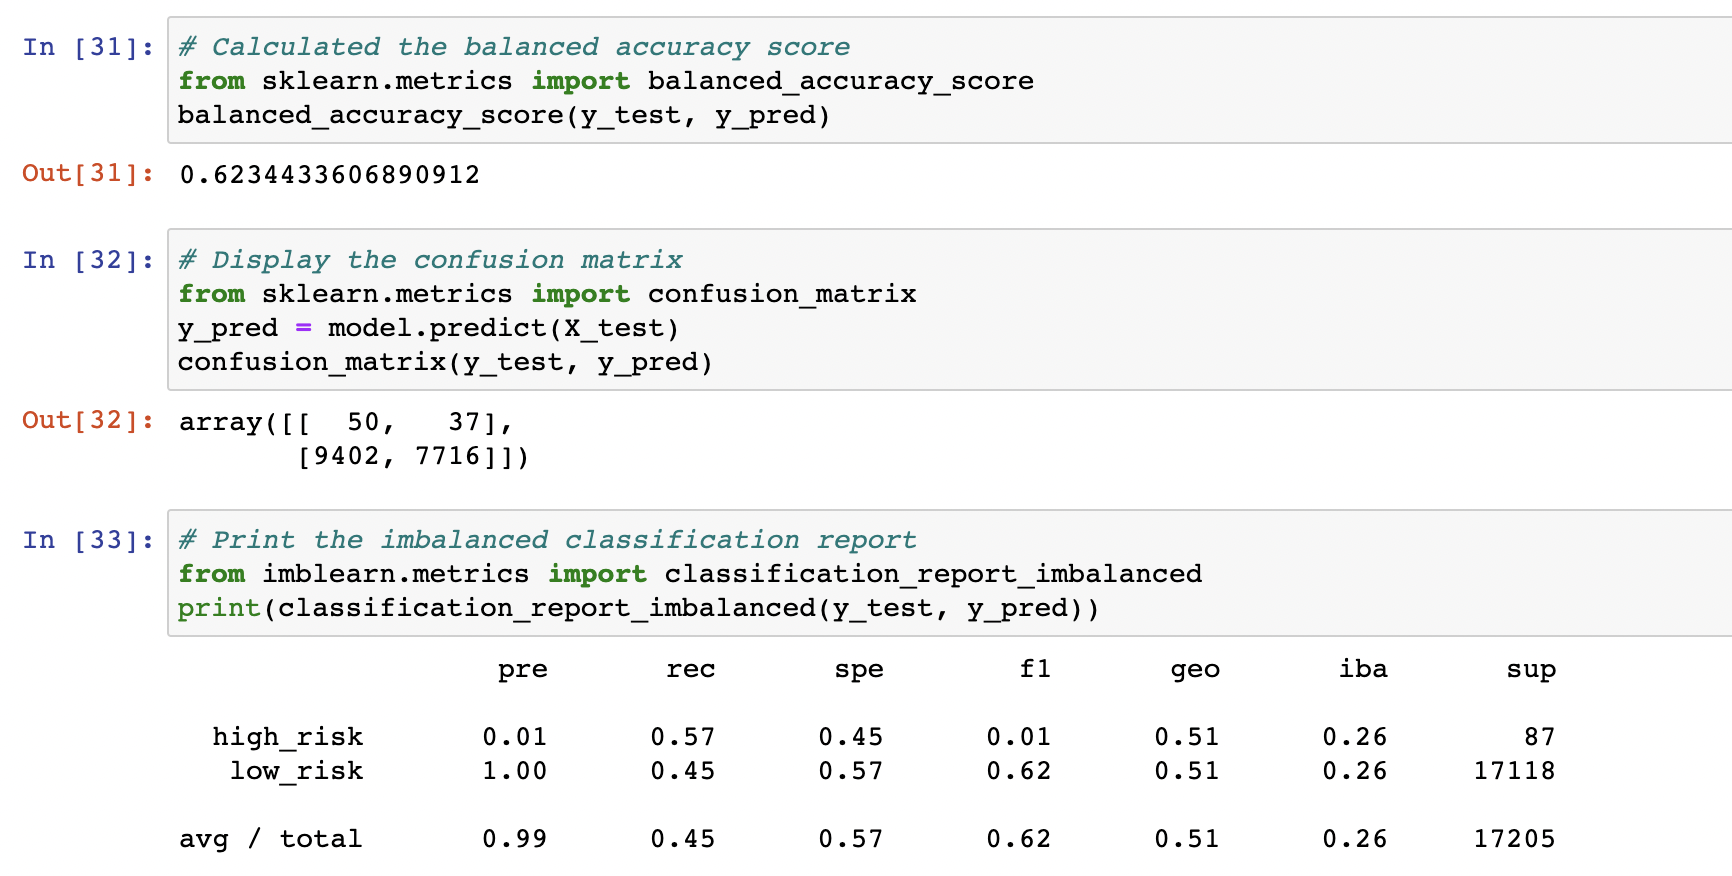 In [31]: # Calculated the balanced accuracy score
from sklearn.metrics import balanced_accuracy_score
balanced_accuracy_score(y_test, y_pred)
Out[31]: 0.6234433606890912
In [32]: # Display the confusion matrix
from sklearn.metrics import confusion_matrix
y_pred = model.predict(X_test)
confusion_matrix(y_test, y_pred)
Out[32]: array([[  50,   37],
       [9402, 7716]])
In [33]: # Print the imbalanced classification report
from imblearn.metrics import classification_report_imbalanced
print(classification_report_imbalanced(y_test, y_pred))
pre rec spe f1 geo iba sup
high_risk 0.01 0.57 0.45 0.01 0.51 0.26 87
low_risk 1.00 0.45 0.57 0.62 0.51 0.26 17118
avg / total 0.99 0.45 0.57 0.62 0.51 0.26 17205